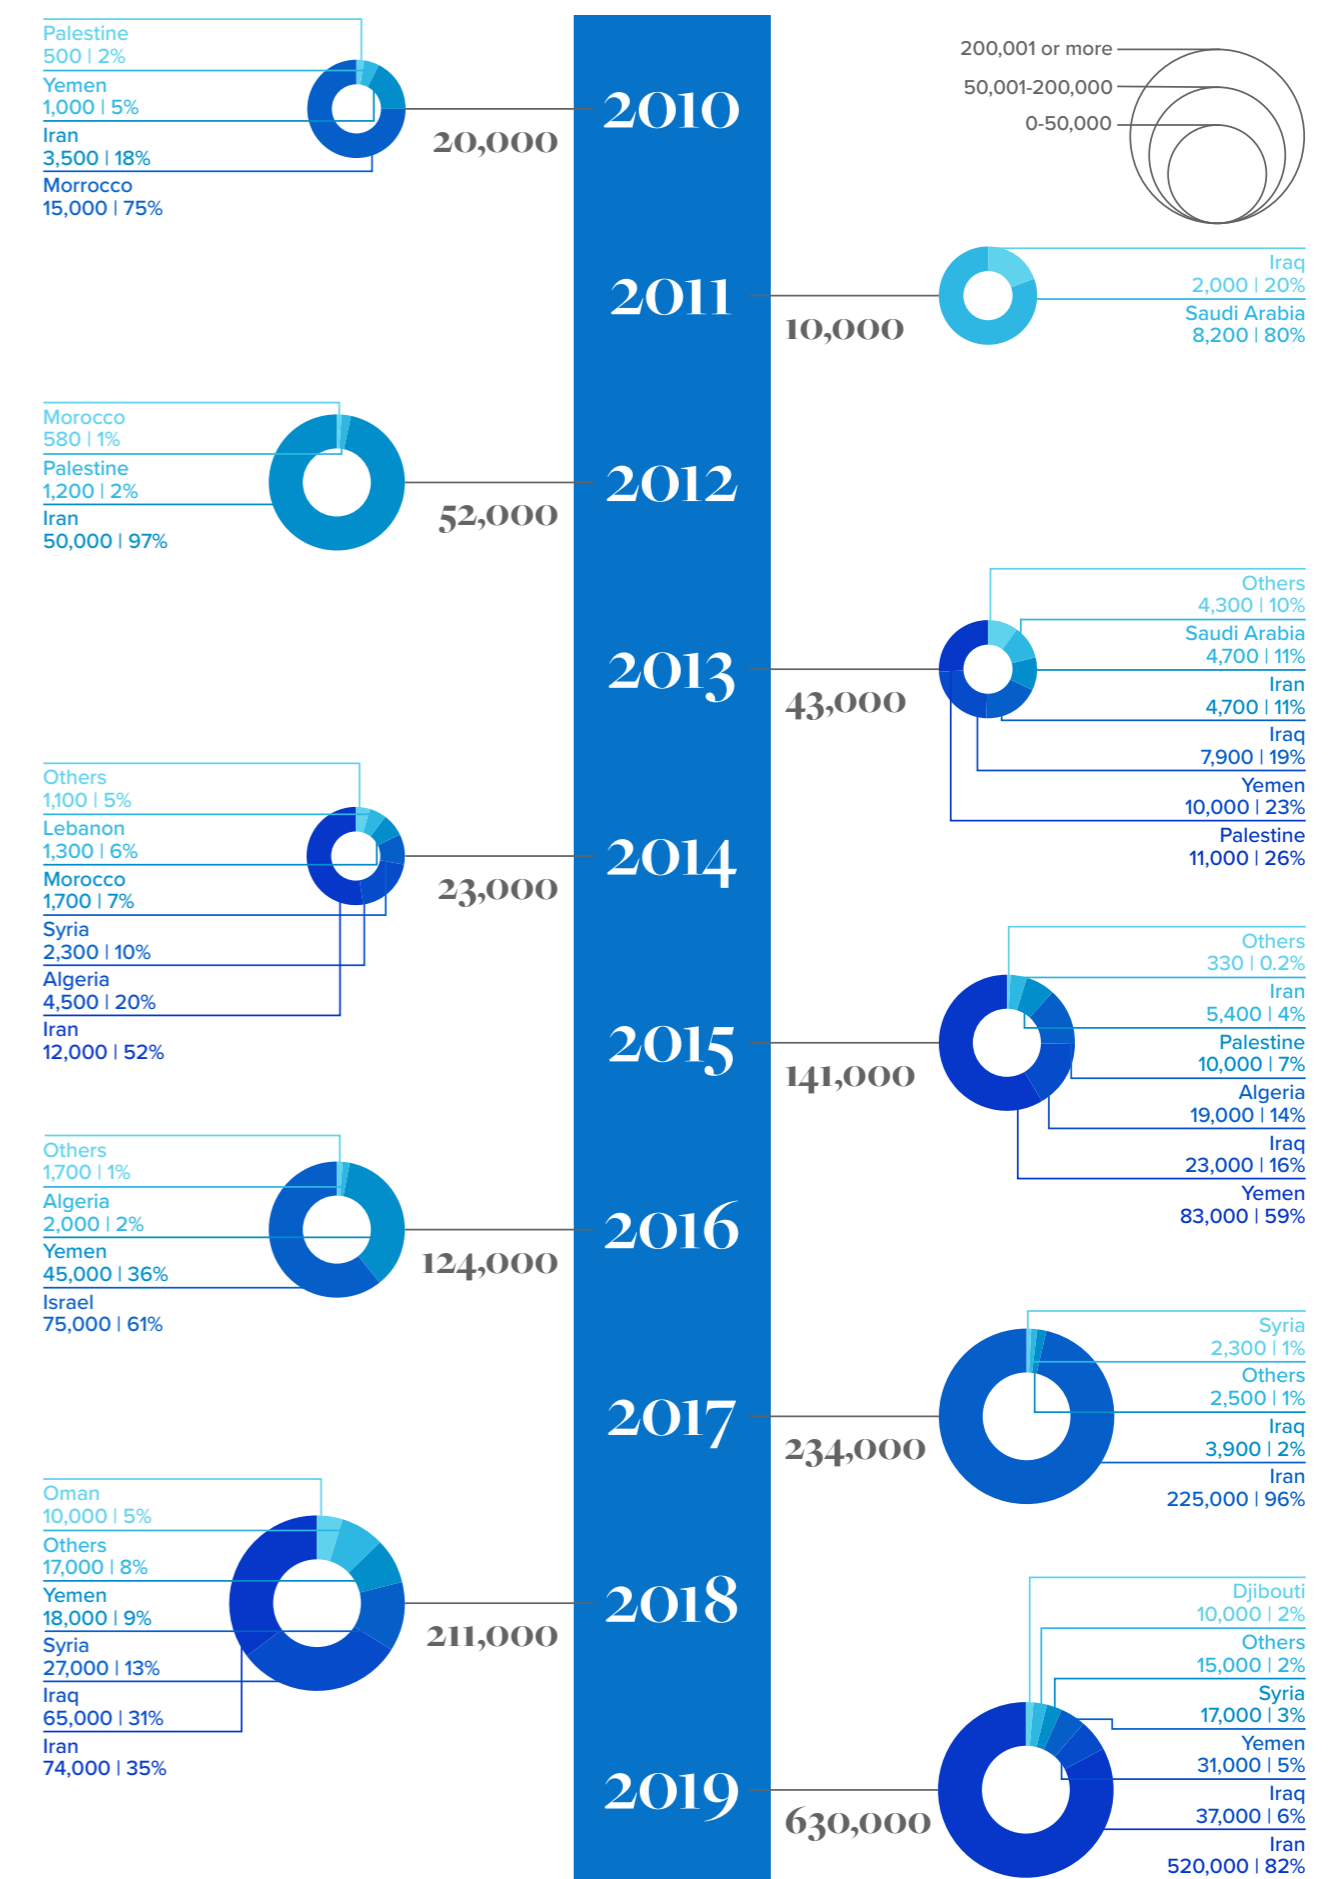 Palestine
500 | 2%
Yemen
1,000 | 5%
Iran
3,500 | 18%
Morrocco
15,000 | 75%
20,000
2010
200,001 or more
50,001-200,000
0-50,000
2011
10,000
Iraq
2,000 | 20%
Saudi Arabia
8,200 | 80%
Morocco
580 | 1%
Palestine
1,200 | 2%
Iran
50,000 | 97%
52,000
2012
2013
43,000
Others
4,300 | 10%
Saudi Arabia
4,700 | 11%
Iran
4,700 | 11%
Iraq
7,900 | 19%
Yemen
10,000 | 23%
Palestine
11,000 | 26%
Others
1,100 | 5%
Lebanon
1,300 | 6%
Morocco
1,700 | 7%
Syria
2,300 | 10%
Algeria
4,500 | 20%
Iran
12,000 | 52%
23,000
2014
2015
141,000
Others
330 | 0.2%
Iran
5,400 | 4%
Palestine
10,000 | 7%
Algeria
19,000 | 14%
Iraq
23,000 | 16%
Yemen
83,000 | 59%
Others
1,700 | 1%
Algeria
2,000 | 2%
Yemen
45,000 | 36%
Israel
75,000 | 61%
124,000
2016
2017
234,000
Syria
2,300 | 1%
Others
2,500 | 1%
Iraq
3,900 | 2%
Iran
225,000 | 96%
Oman
10,000 | 5%
Others
17,000 | 8%
Yemen
18,000 | 9%
Syria
27,000 | 13%
Iraq
65,000 | 31%
Iran
74,000 | 35%
211,000
2018
2019
630,000
Djibouti
10,000 | 2%
Others
15,000 | 2%
Syria
17,000 | 3%
Yemen
31,000 | 5%
Iraq
37,000 | 6%
Iran
520,000 | 82%